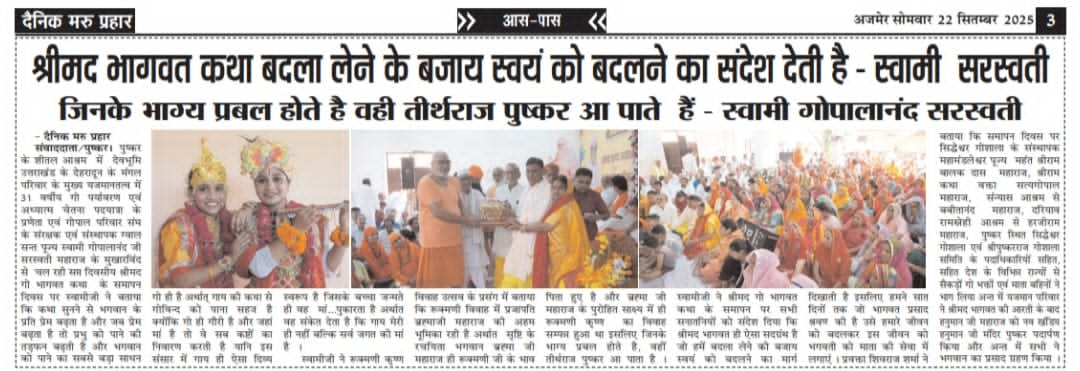 दैनिक मरु प्रहार
आस-पास
अजमेर सोमवार 22 सितम्बर 2025
3
श्रीमद भागवत कथा बदला लेने के बजाय स्वयं को बदलने का संदेश देती है - स्वामी सरस्वती
जिनके भाग्य प्रबल होते है वही तीर्थराज पुष्कर आ पाते हैं - स्वामी गोपालानंद सरस्वती
- दैनिक मरु प्रहार
संवाददाता/पुष्कर। पुष्कर
के शीतल आश्रम में देवभूमि
उत्तराखंड के देहरादून के मंगल
परिवार के मुख्य यजमानतत्व में
31 वर्षीय गो पर्यावरण एवं
अध्यात्म चेतना पदयात्रा के
प्रणेता एवं गोपाल परिवार संघ
के संरक्षक एवं संस्थापक ग्वाल
सन्त पूज्य स्वामी गोपालानंद जी
सरस्वती महाराज के मुखारविंद
से चल रही सप्त दिवसीय श्रीमद
गो भागवत कथा के समापन
दिवस पर स्वामीजी ने बताया
कि कथा सुनने से भगवान के
प्रति प्रेम बढ़ता है और जब प्रेम
बढ़ता है तो प्रभु को पाने की
तड़फन बढ़ती है और भगवान
को पाने का सबसे बड़ा साधन
गो ही है अर्थात् गाय की कथा से
गोविन्द को पाना सहज है
क्योंकि गो ही गौरी है और जहां
मां है तो वे सब कष्टों का
निवारण करती है यानि इस
संसार में गाय ही ऐसा दिव्य
स्वरूप है जिसके बच्चा जन्मते
ही वह मां...पुकारता है अर्थात
वह संकेत देता है कि गाय मेरी
ही नहीं बल्कि सर्व जगत की मां
है ।
स्वामीजी ने रूक्मणी कृष्ण
विवाह उत्सव के प्रसंग में बताया
कि रूक्मणी विवाह में प्रजापति
ब्रह्माजी महाराज की अहम
भूमिका रही है अर्थात सृष्टि के
रचयिता भगवान ब्रह्मा जी
महाराज ही रूक्मणी जी के भाव
पिता हुए है और ब्रह्मा जी
महाराज के पुरोहित साक्ष्य में ही
रूक्मणी कृष्ण का विवाह
सम्पन्न हुआ था इसलिए जिनके
भाग्य प्रबल होते है, वहीं
तीर्थराज पुष्कर आ पाता है ।
स्वामीजी ने श्रीमद गो भागवत
कथा के समापन पर सभी
सनातनियों को संदेश दिया कि
श्रीमद भागवत ही ऐसा सदग्रंथ है
जो हमें बदला लेने की बजाय
स्वयं को बदलने का मार्ग
दिखाती है इसलिए हमने सात
दिनों तक जो भागवत प्रसाद
श्रवण की है उसे हमारे जीवन
को बदलकर इस जीवन को
भगवती को माता की सेवा में
लगाएं । प्रवक्ता शिवराज शर्मा ने
बताया कि समापन दिवस पर
सिद्धेश्वर गोशाला के संस्थापक
महामंडलेश्वर पूज्य महंत श्रीराम
बालक दास महाराज, श्रीराम
कथा वक्ता सत्यगोपाल
महाराज, संन्यास आश्रम से
कबीतानंद महाराज, दरियाव
रामस्नेही आश्रम से हरजीराम
महाराज, पुष्कर स्थित सिद्धेश्वर
गोशाला एवं श्रीपुष्करराज गोशाला
समिति के पदाधिकारियों सहित,
सहित देश के विभिन्न राज्यों से
सैकड़ों गो भक्तों एवं माता बहिनों ने
भाग लिया अन्त में यजमान परिवार
ने श्रीमद भागवत की आरती के बाद
हनुमान जी महाराज को नव खंडिय
हनुमान जी मंदिर पुष्कर पदार्पण
किया और अन्त में सभी ने
भगवान का प्रसाद ग्रहण किया ।